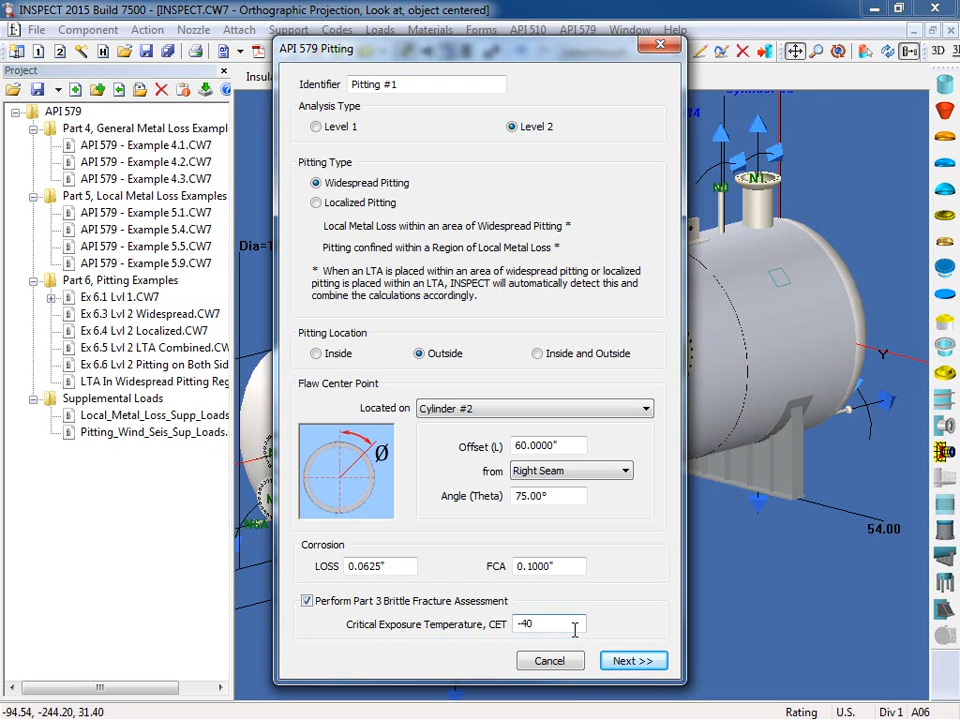 INSPECT 2015 Build 7500 - [INSPECT.CW7 - Orthographic Projection, Look at, object centered]
File Component Action Nozzle Attach Support Codes Loads Materials Forms API 510 API579 Window Help
3D
Project
Insula
API 579
Part 4, General Metal Loss Exampl
API 579 - Example 4.1.CW7
API 579 - Example 4.2.CW7
API 579 - Example 4.3.CW7
Part 5, Local Metal Loss Examples
API 579 - Example 5.1.CW7
API 579 - Example 5.4.CW7
API 579 - Example 5.5.CW7
API 579 - Example 5.9.CW7
Part 6, Pitting Examples
Ex 6.1 Lvl 1.CW7
Ex 6.3 Lvl 2 Widespread.CW7
Ex 6.4 Lvl 2 Localized.CW7
Ex 6.5 Lvl 2 LTA Combined.CW
Ex 6.6 Lvl 2 Pitting on Both Sid
LTA In Widespread Pitting Reg
Supplemental Loads
Local_Metal_Loss_Supp_Loads
Pitting_Wind_Seis_Sup_Loads.
API 579 Pitting
Identifier Pitting #1
Analysis Type
Level 1 Level 2
Pitting Type
Widespread Pitting
Localized Pitting
Local Metal Loss within an area of Widespread Pitting *
Pitting confined within a Region of Local Metal Loss *
* When an LTA is placed within an area of widespread pitting or localized
pitting is placed within an LTA, INSPECT will automatically detect this and
combine the calculations accordingly.
Pitting Location
Inside Outside Inside and Outside
Flaw Center Point
Located on Cylinder #2
Ø
Offset (L) 60.0000"
from Right Seam
Angle (Theta) 75.00°
Corrosion
LOSS 0.0625" FCA 0.1000"
Perform Part 3 Brittle Fracture Assessment
Critical Exposure Temperature, CET -40
Cancel Next >>
Dia=1
#4
N1
Y
54.00
-94.54, -244.20, 31.40
Rating U.S. Div 1 A06